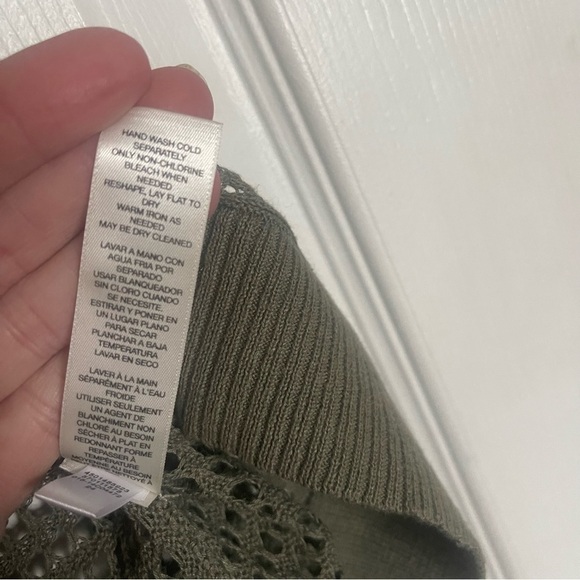 HAND WASH COLD
SEPARATELY
ONLY NON-CHLORINE
BLEACH WHEN
NEEDED
RESHAPE, LAY FLAT TO
DRY
WARM IRON AS
NEEDED
MAY BE DRY CLEANED
LAVAR A MANO CON
AGUA FRIA POR
SEPARADO
USAR BLANQUEADOR
SIN CLORO CUANDO
SE NECESITE.
ESTIRAR Y PONER EN
UN LUGAR PLANO
PARA SECAR
PLANCHAR A BAJA
TEMPERATURA
LAVAR EN SECO
LAVER À LA MAIN
SÉPARÉMENT À L'EAU
FROIDE
UTILISER SEULEMENT
UN AGENT DE
BLANCHIMENT NON
CHLORÉ AU BESOIN
SÉCHER À PLAT EN
REDONNANT FORME
REPASSER À
TEMPÉRATURE
MOYENNE NETTOYÉ À